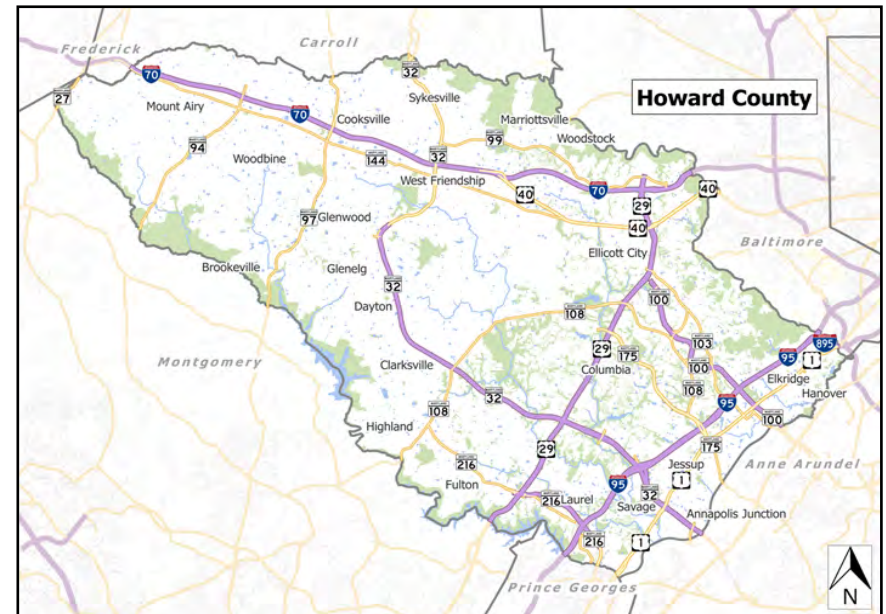 Frederick
Carroll
70
32
27
Mount Airy
70
Sykesville
Howard County
Cooksville
Marriottsville
94
99
Woodstock
Woodbine
144
32
West Friendship
70
40
40
29
97
Glenwood
40
Baltimore
Ellicott City
Brookeville
Glenelg
32
100
Dayton
108
103
895
29
175
95
1
Montgomery
Clarksville
Columbia
100
Elkridge
32
108
Hanover
95
108
100
Highland
29
175
216
Jessup
Anne Arundel
Fulton
95
1
216
Laurel
32
Savage
Annapolis Junction
216
1
Prince Georges
N